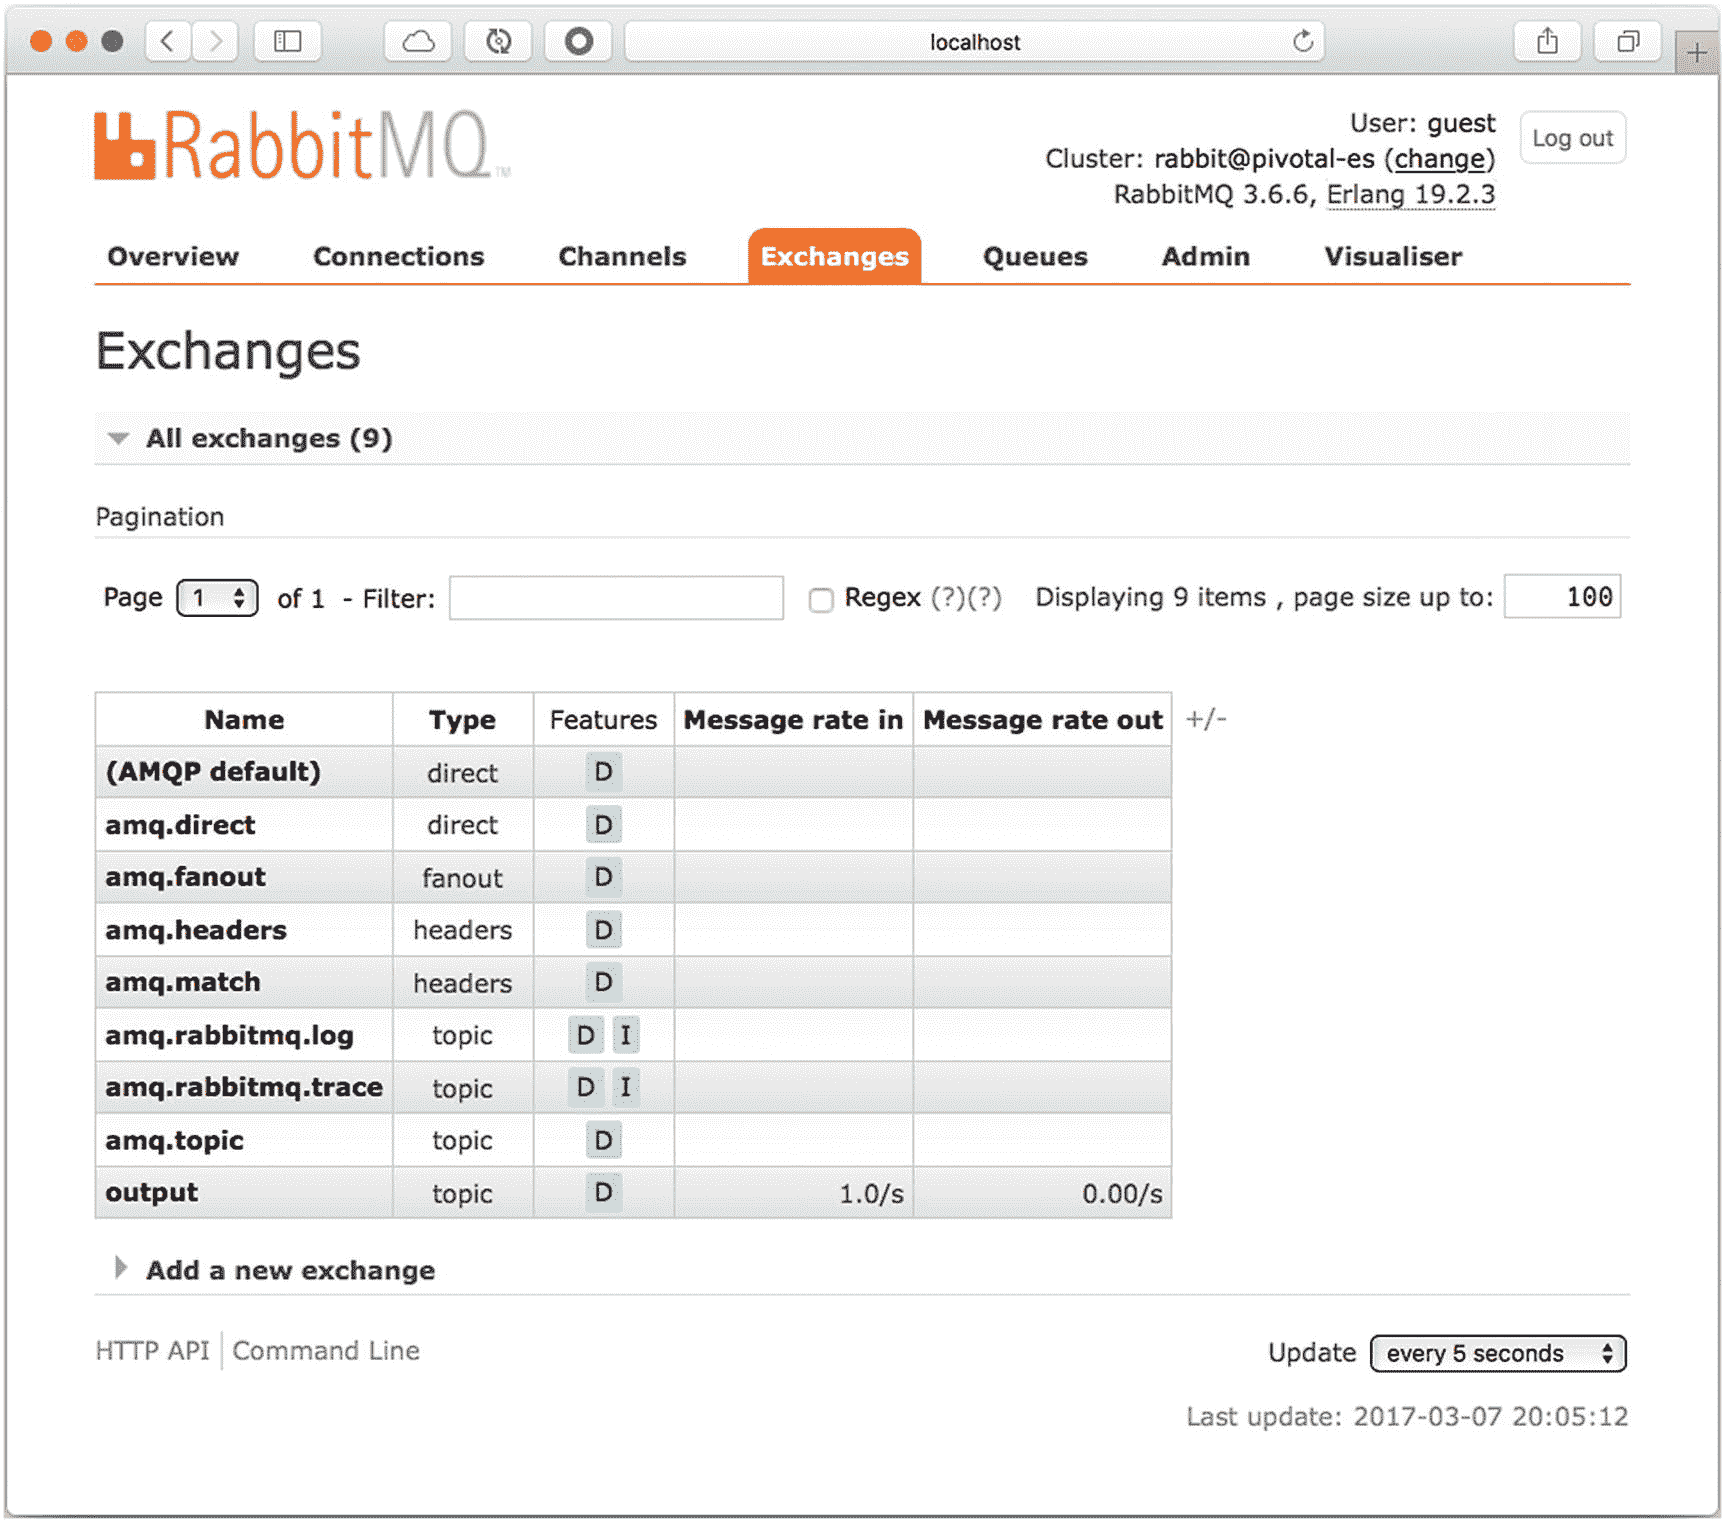 localhost
RabbitMQ™
User: guest
Log out
Cluster: rabbit@pivotal-es (change)
RabbitMQ 3.6.6, Erlang 19.2.3
Overview Connections Channels Exchanges Queues Admin Visualiser
Exchanges
All exchanges (9)
Pagination
Page 1 of 1 - Filter: Regex (?)(?) Displaying 9 items , page size up to: 100
Name Type Features Message rate in Message rate out +/-
(AMQP default) direct D
amq.direct direct D
amq.fanout fanout D
amq.headers headers D
amq.match headers D
amq.rabbitmq.log topic D I
amq.rabbitmq.trace topic D I
amq.topic topic D
output topic D 1.0/s 0.00/s
Add a new exchange
HTTP API Command Line
Update every 5 seconds
Last update: 2017-03-07 20:05:12